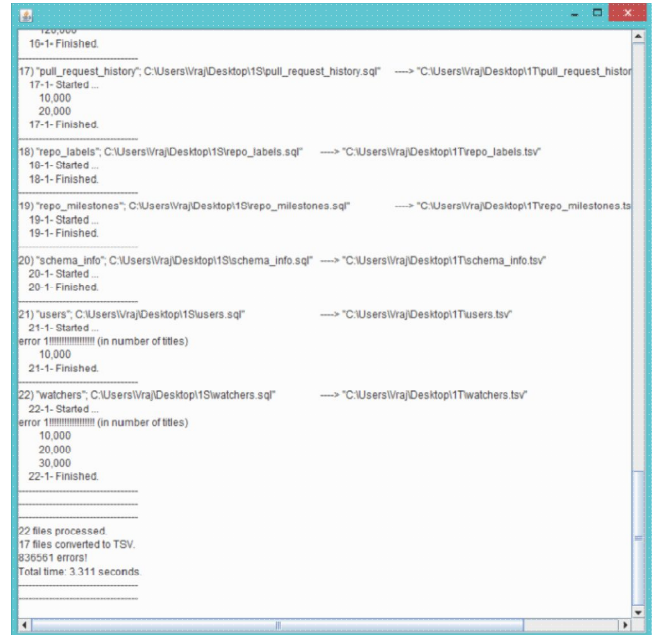 120,000
16-1- Finished.
17) "pull_request_history"; C:\Users\Vraj\Desktop\1S\pull_request_history.sql" ----> "C:\Users\Vraj\Desktop\1T\pull_request_histor
17-1- Started ...
10,000
20,000
17-1- Finished.
18) "repo_labels"; C:\Users\Vraj\Desktop\1S\repo_labels.sql" ----> "C:\Users\Vraj\Desktop\1T\repo_labels.tsv"
18-1- Started ...
18-1- Finished.
19) "repo_milestones"; C:\Users\Vraj\Desktop\1S\repo_milestones.sql" ----> "C:\Users\Vraj\Desktop\1T\repo_milestones.ts
19-1- Started ...
19-1- Finished.
20) "schema_info"; C:\Users\Vraj\Desktop\1S\schema_info.sql" ----> "C:\Users\Vraj\Desktop\1T\schema_info.tsv"
20-1- Started ...
20-1- Finished.
21) "users"; C:\Users\Vraj\Desktop\1S\users.sql" ----> "C:\Users\Vraj\Desktop\1T\users.tsv"
21-1- Started ...
error 1!!!!!!!!!!!!!!!!! (in number of titles)
10,000
21-1- Finished.
22) "watchers"; C:\Users\Vraj\Desktop\1S\watchers.sql" ----> "C:\Users\Vraj\Desktop\1T\watchers.tsv"
22-1- Started ...
error 1!!!!!!!!!!!!!!!!! (in number of titles)
10,000
20,000
30,000
22-1- Finished.
22 files processed.
17 files converted to TSV.
836561 errors!
Total time: 3.311 seconds.